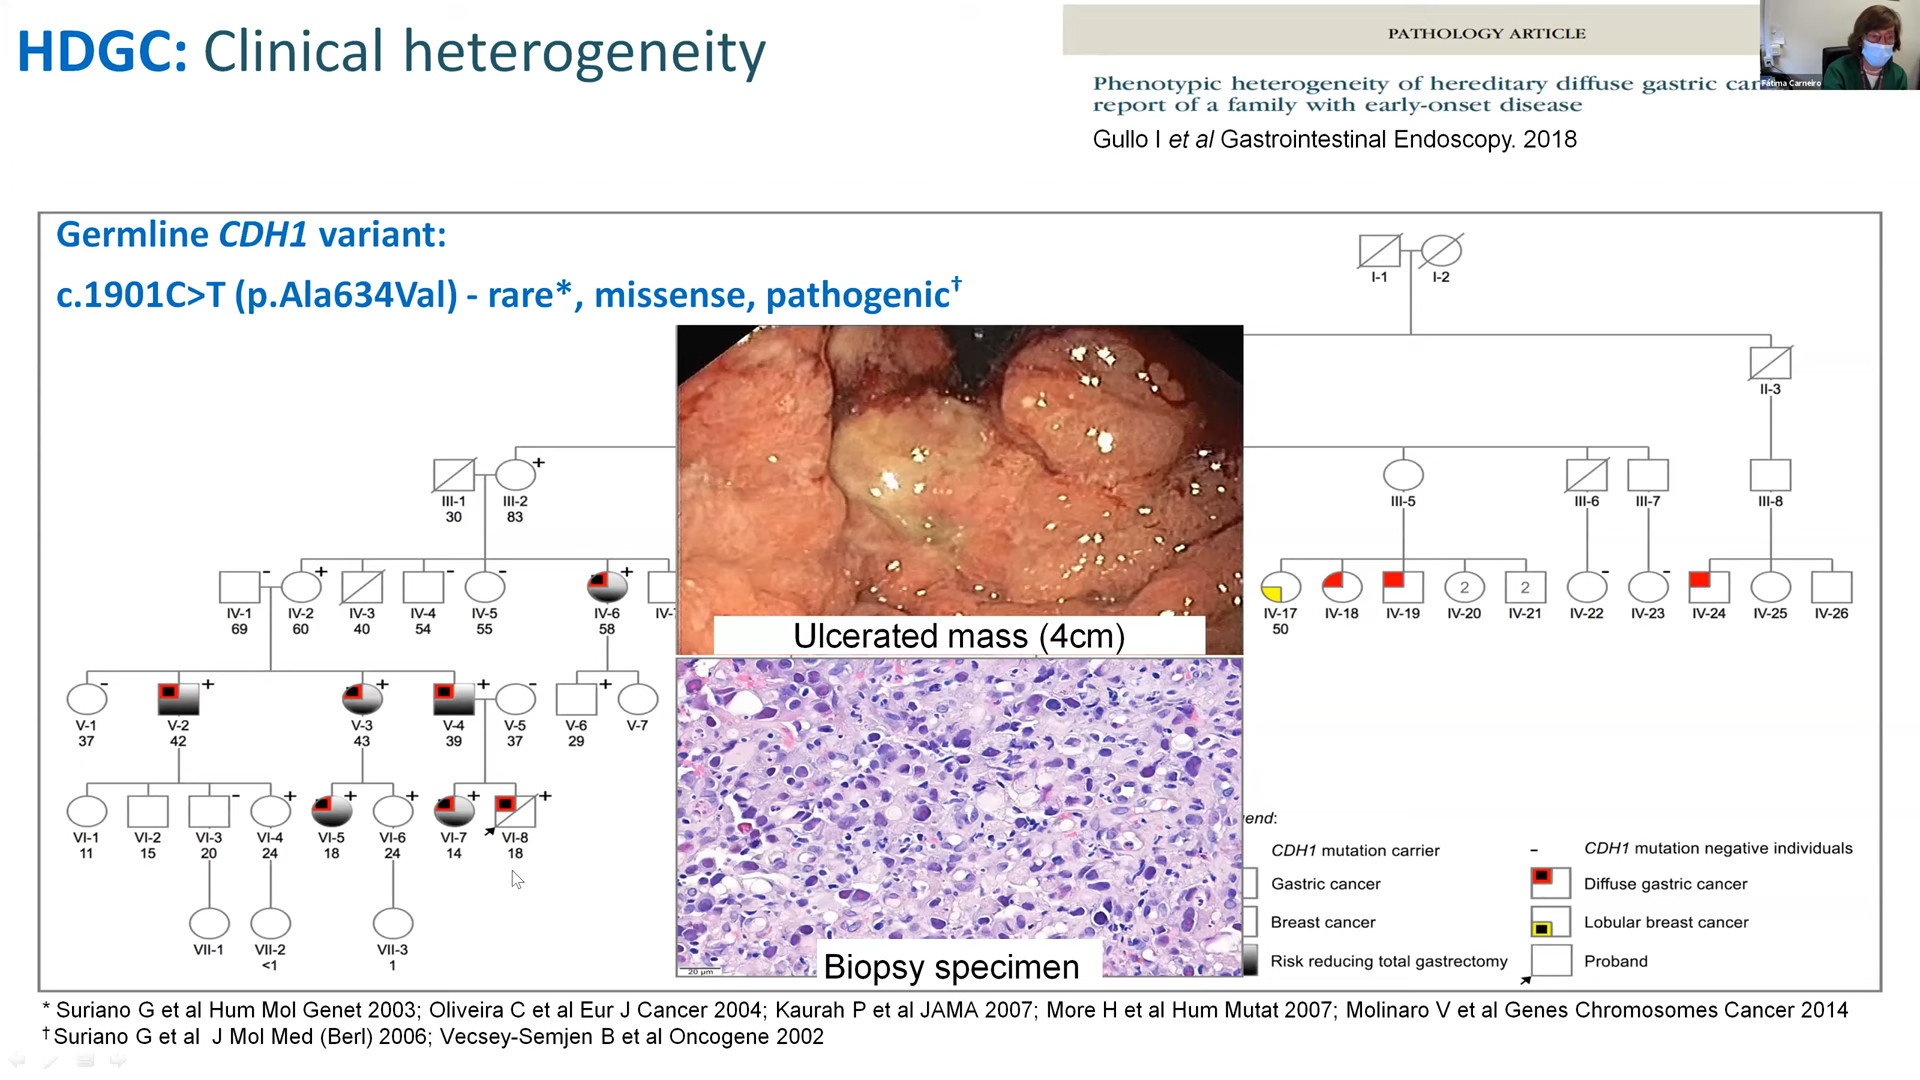 HDGC: Clinical heterogeneity
PATHOLOGY ARTICLE
Phenotypic heterogeneity of hereditary diffuse gastric
report of a family with early-onset disease
Gullo I et al Gastrointestinal Endoscopy. 2018
Fátima Carneiro
Germline CDH1 variant:
c.1901C>T (p.Ala634Val) - rare*, missense, pathogenic†
I-1 I-2
II-3
III-1 III-2 III-5 III-6 III-7 III-8
30 83
+
IV-1 IV-2 IV-3 IV-4 IV-5 IV-6 IV-17 IV-18 IV-19 IV-20 IV-21 IV-22 IV-23 IV-24 IV-25 IV-26
69 60 40 54 55 58 50
- + - - + 2 2 - -
V-1 V-2 V-3 V-4 V-5 V-6 V-7
37 42 43 39 37 29
- + + + - +
VI-1 VI-2 VI-3 VI-4 VI-5 VI-6 VI-7 VI-8
11 15 20 24 18 24 14 18
- + + + + +
VII-1 VII-2 VII-3
<1 1
Ulcerated mass (4cm)
20 µm
Biopsy specimen
CDH1 mutation carrier
- CDH1 mutation negative individuals
Gastric cancer
Diffuse gastric cancer
Breast cancer
Lobular breast cancer
Risk reducing total gastrectomy
Proband
* Suriano G et al Hum Mol Genet 2003; Oliveira C et al Eur J Cancer 2004; Kaurah P et al JAMA 2007; More H et al Hum Mutat 2007; Molinaro V et al Genes Chromosomes Cancer 2014
† Suriano G et al J Mol Med (Berl) 2006; Vecsey-Semjen B et al Oncogene 2002